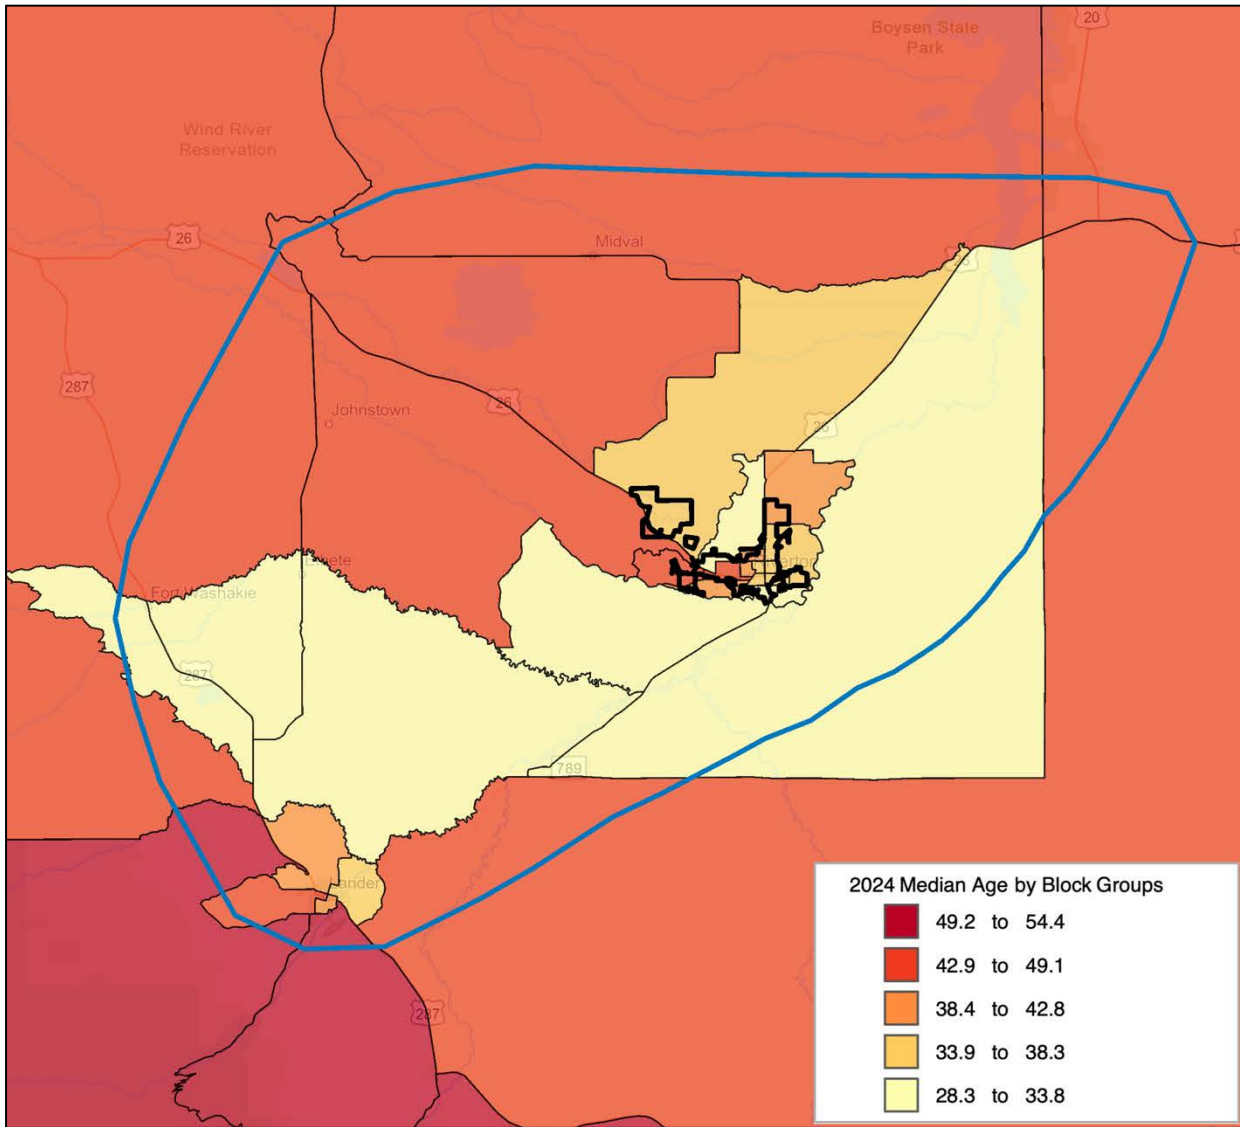 20
Boysen State
Park
Wind River
Reservation
26
Midval
26
287
Johnstown
26
26
Fort Washakie
287
789
Lander
287
2024 Median Age by Block Groups
49.2 to 54.4
42.9 to 49.1
38.4 to 42.8
33.9 to 38.3
28.3 to 33.8